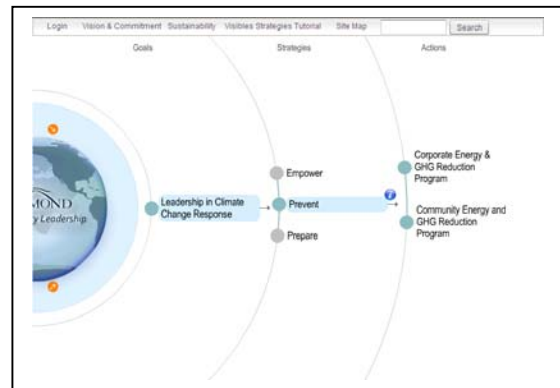 Login Vision & Commitment Sustainability Visibles Strategies Tutorial Site Map Search
Goals Strategies Actions
MOND
y Leadership
Leadership in Climate
Change Response
Empower
Prevent
Prepare
Corporate Energy &
GHG Reduction
Program
Community Energy and
GHG Reduction
Program